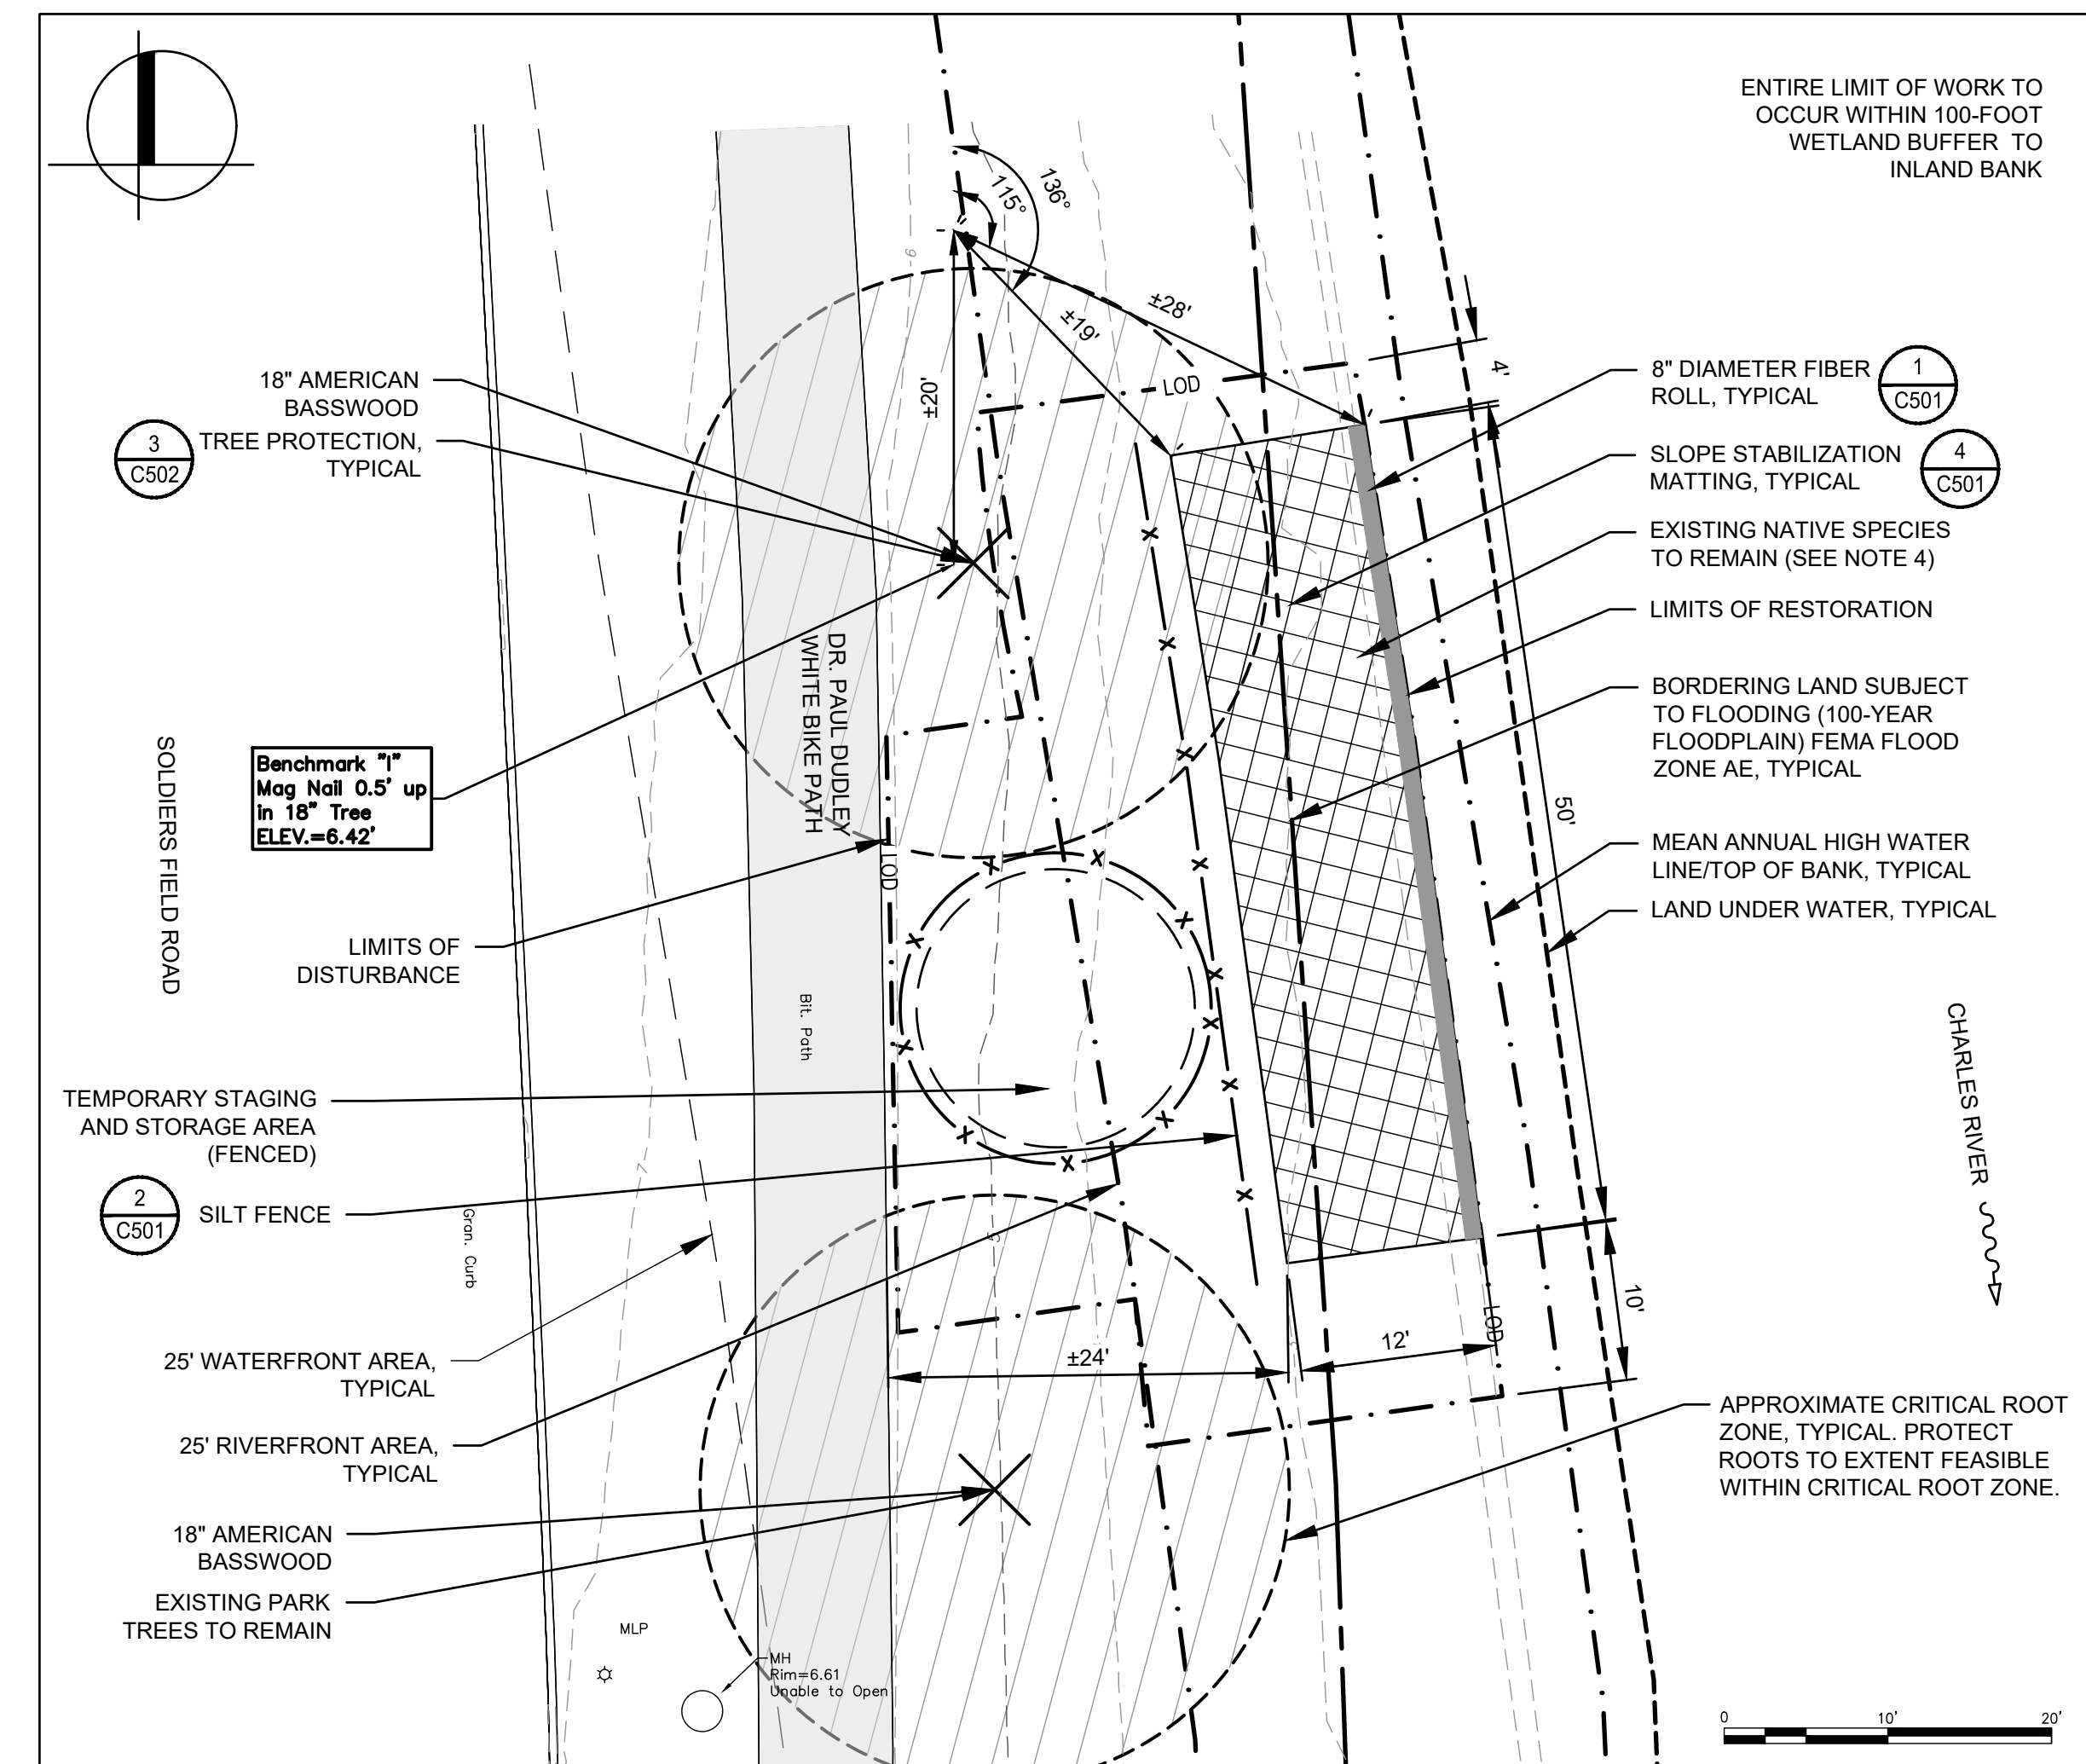 ENTIRE LIMIT OF WORK TO
OCCUR WITHIN 100-FOOT
WETLAND BUFFER TO
INLAND BANK
136°
115°
±28'
±19'
±20'
LOD
4'
18" AMERICAN
BASSWOOD
3
C502
TREE PROTECTION,
TYPICAL
8" DIAMETER FIBER
ROLL, TYPICAL
1
C501
SLOPE STABILIZATION
MATTING, TYPICAL
4
C501
EXISTING NATIVE SPECIES
TO REMAIN (SEE NOTE 4)
LIMITS OF RESTORATION
BORDERING LAND SUBJECT
TO FLOODING (100-YEAR
FLOODPLAIN) FEMA FLOOD
ZONE AE, TYPICAL
MEAN ANNUAL HIGH WATER
LINE/TOP OF BANK, TYPICAL
LAND UNDER WATER, TYPICAL
DR. PAUL DUDLEY
WHITE BIKE PATH
SOLDIERS FIELD ROAD
Benchmark "I"
Mag Nail 0.5' up
in 18" Tree
ELEV.=6.42'
LOD
50'
LIMITS OF
DISTURBANCE
Bit. Path
CHARLES RIVER
TEMPORARY STAGING
AND STORAGE AREA
(FENCED)
2
C501
SILT FENCE
Gran. Curb
10'
LOD
12'
±24'
25' WATERFRONT AREA,
TYPICAL
25' RIVERFRONT AREA,
TYPICAL
APPROXIMATE CRITICAL ROOT
ZONE, TYPICAL. PROTECT
ROOTS TO EXTENT FEASIBLE
WITHIN CRITICAL ROOT ZONE.
18" AMERICAN
BASSWOOD
EXISTING PARK
TREES TO REMAIN
MLP
MH
Rim=6.61
Unable to Open
0 10' 20'